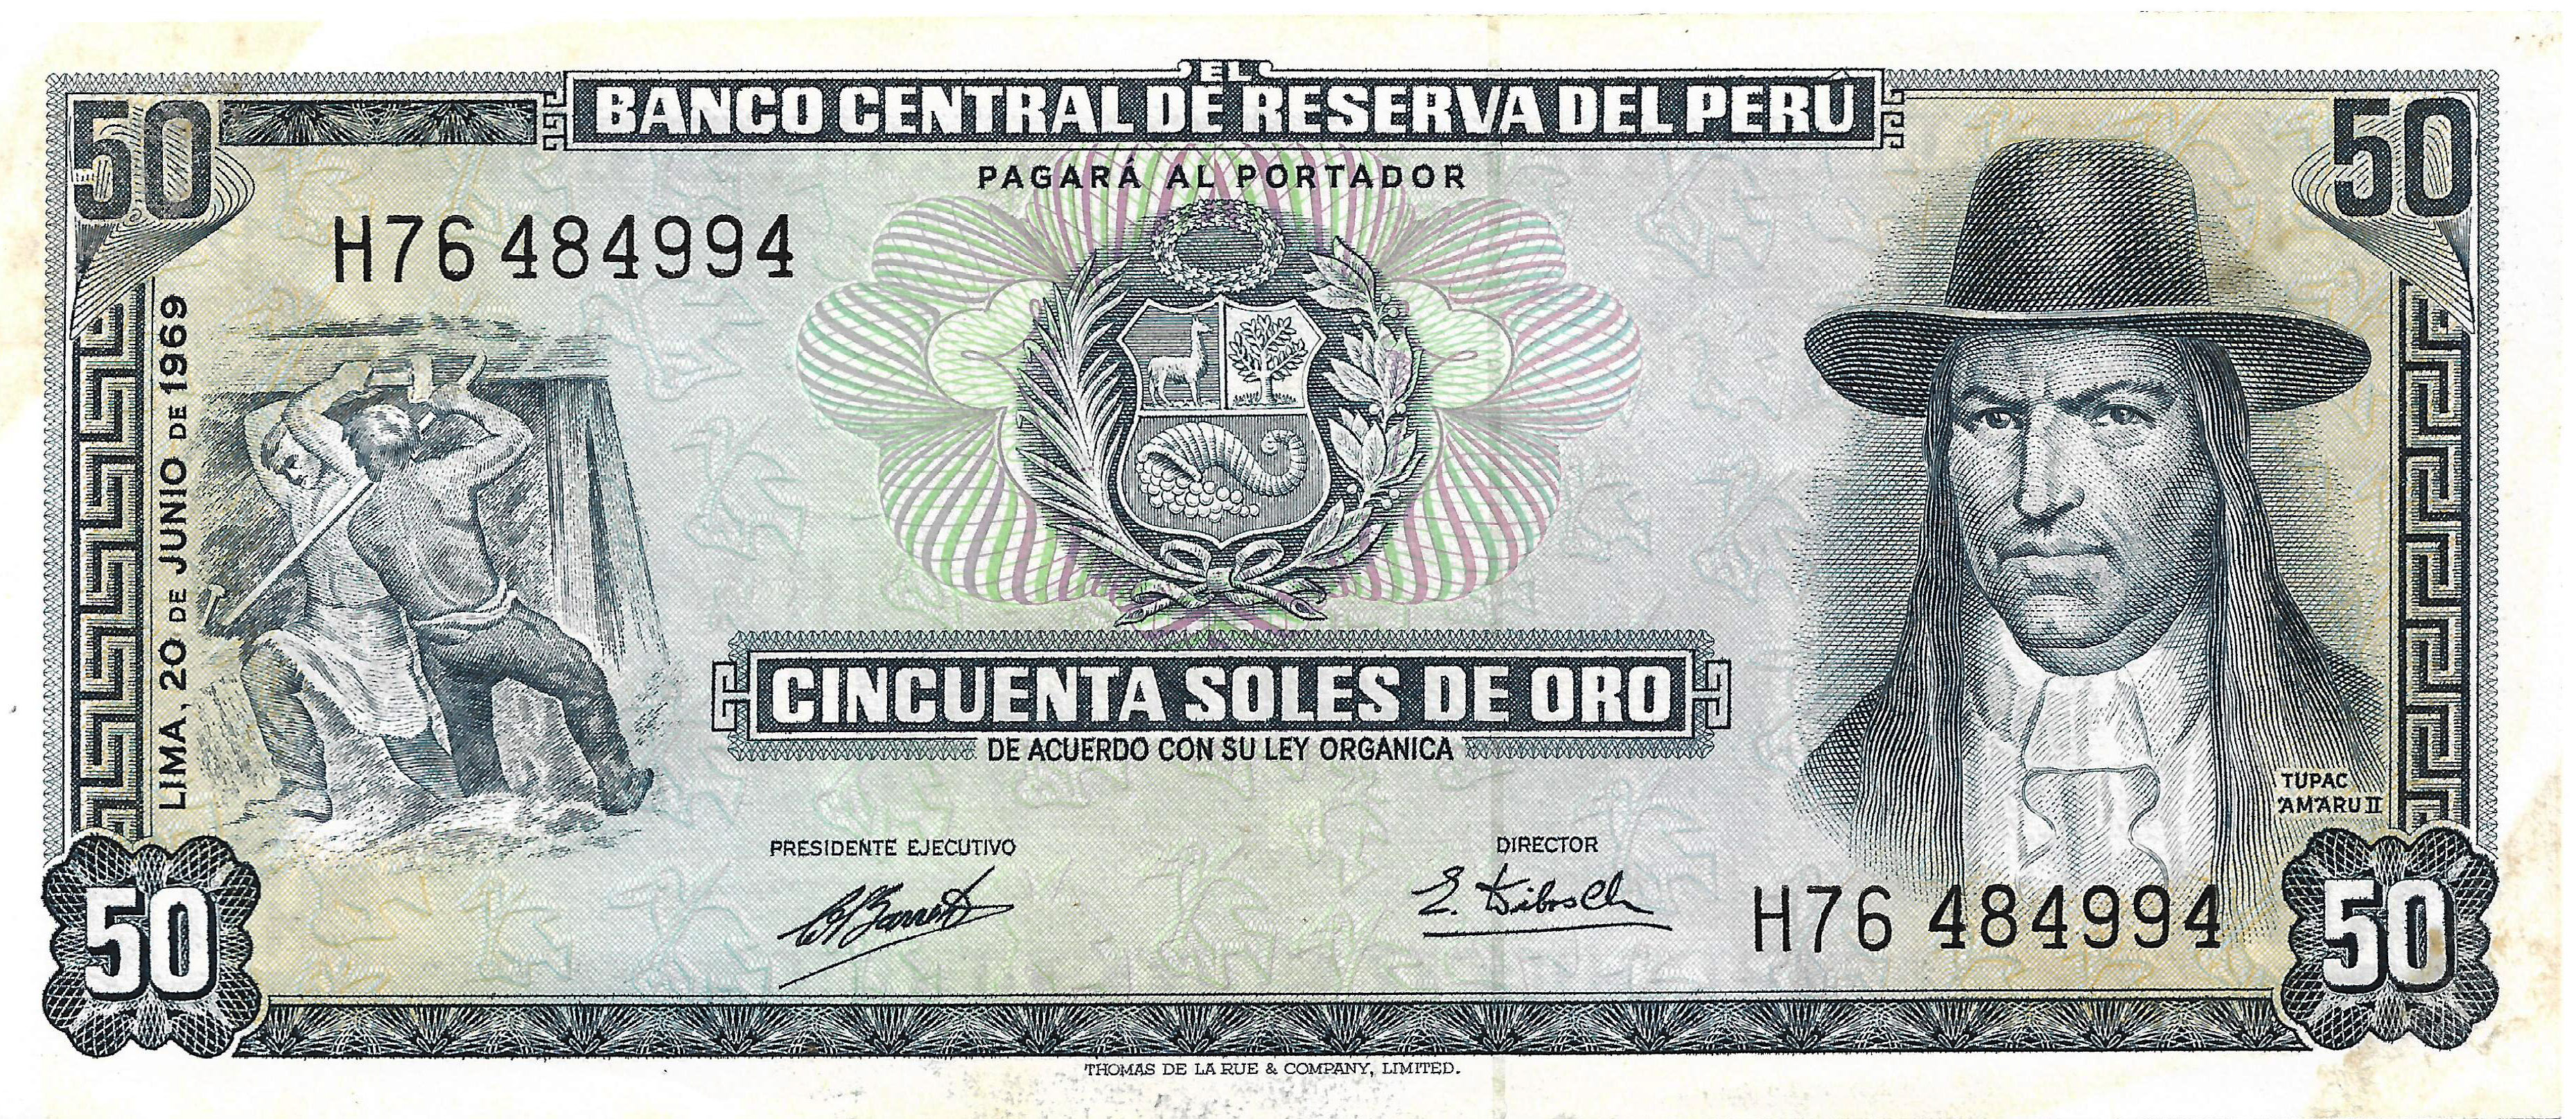 EL
BANCO CENTRAL DE RESERVA DEL PERÚ
50
50
PAGARÁ AL PORTADOR
H76 484994
LIMA, 20 DE JUNIO DE 1969
CINCUENTA SOLES DE ORO
DE ACUERDO CON SU LEY ORGANICA
TUPAC
AMARU II
PRESIDENTE EJECUTIVO
DIRECTOR
H76 484994
50
50
THOMAS DE LA RUE & COMPANY, LIMITED.